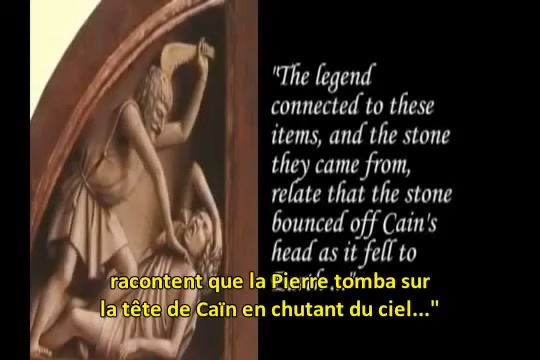 "The legend
connected to these
items, and the stone
they came from,
relate that the stone
bounced off Cain's
head as it fell to
racontent que la Pierre tomba sur
la tête de Caïn en chutant du ciel..."